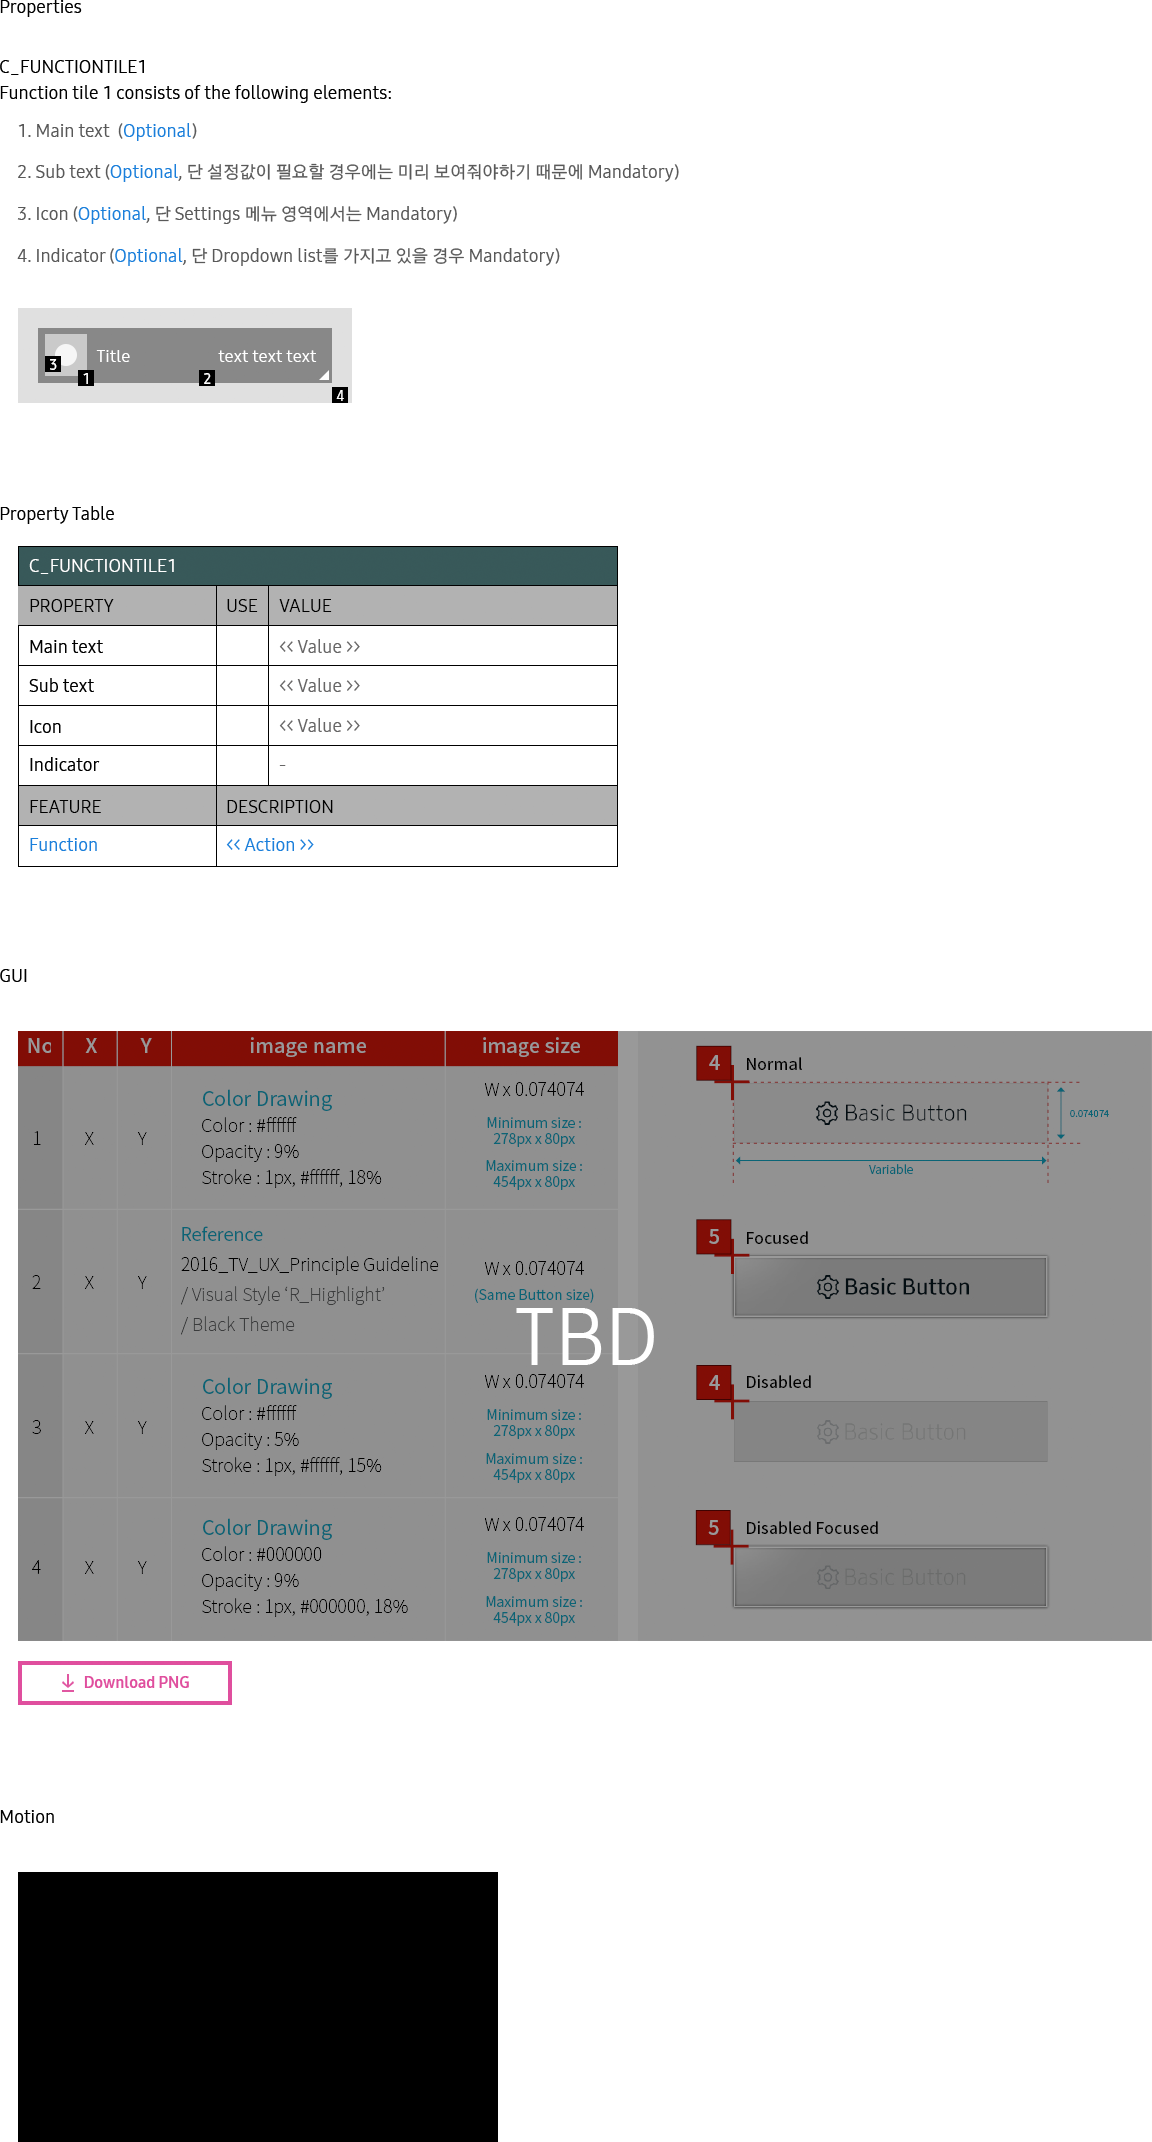 Properties
C_FUNCTIONTILE1
Function tile 1 consists of the following elements:
1. Main text (Optional)
2. Sub text (Optional, 단 설정값이 필요할 경우에는 미리 보여줘야하기 때문에 Mandatory)
3. Icon (Optional, 단 Settings 메뉴 영역에서는 Mandatory)
4. Indicator (Optional, 단 Dropdown list를 가지고 있을 경우 Mandatory)
Title text text text
3
1 2
4
Property Table
C_FUNCTIONTILE1
PROPERTY USE VALUE
Main text << Value >>
Sub text << Value >>
Icon << Value >>
Indicator -
FEATURE DESCRIPTION
Function << Action >>
GUI
No X Y image name image size
1 X Y
Color Drawing
Color : #ffffff
Opacity : 9%
Stroke : 1px, #ffffff, 18%
W x 0.074074
Minimum size :
278px x 80px
Maximum size :
454px x 80px
2 X Y
Reference
2016_TV_UX_Principle Guideline
/ Visual Style ‘R_Highlight’
/ Black Theme
W x 0.074074
(Same Button size)
3 X Y
Color Drawing
Color : #ffffff
Opacity : 5%
Stroke : 1px, #ffffff, 15%
W x 0.074074
Minimum size :
278px x 80px
Maximum size :
454px x 80px
4 X Y
Color Drawing
Color : #000000
Opacity : 9%
Stroke : 1px, #000000, 18%
W x 0.074074
Minimum size :
278px x 80px
Maximum size :
454px x 80px
4 Normal
Basic Button
0.074074
Variable
5 Focused
Basic Button
4 Disabled
Basic Button
5 Disabled Focused
Basic Button
TBD
Download PNG
Motion